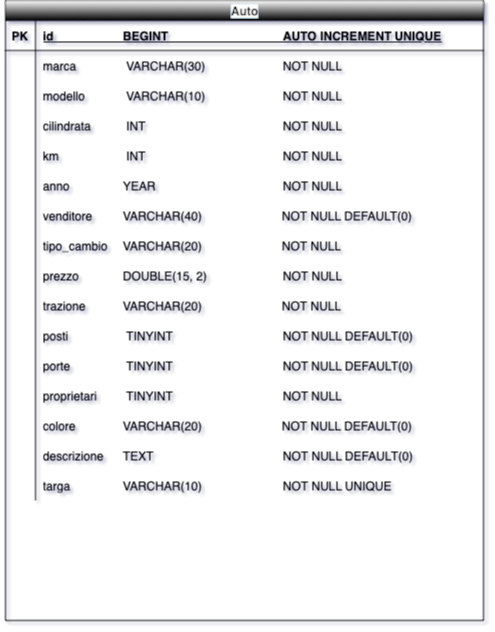 Auto
PK id BEGINT AUTO INCREMENT UNIQUE
marca VARCHAR(30) NOT NULL
modello VARCHAR(10) NOT NULL
cilindrata INT NOT NULL
km INT NOT NULL
anno YEAR NOT NULL
venditore VARCHAR(40) NOT NULL DEFAULT(0)
tipo_cambio VARCHAR(20) NOT NULL
prezzo DOUBLE(15, 2) NOT NULL
trazione VARCHAR(20) NOT NULL
posti TINYINT NOT NULL DEFAULT(0)
porte TINYINT NOT NULL DEFAULT(0)
proprietari TINYINT NOT NULL
colore VARCHAR(20) NOT NULL DEFAULT(0)
descrizione TEXT NOT NULL DEFAULT(0)
targa VARCHAR(10) NOT NULL UNIQUE